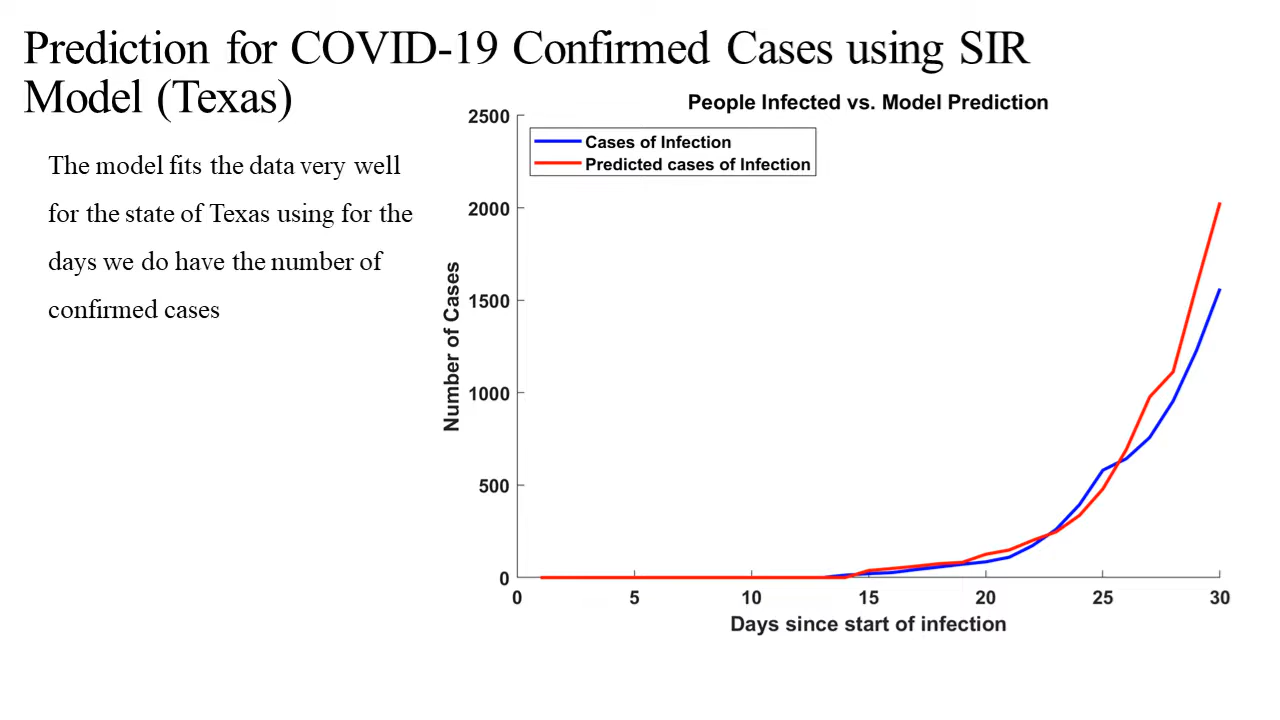 Prediction for COVID-19 Confirmed Cases using SIR
Model (Texas)
The model fits the data very well
for the state of Texas using for the
days we do have the number of
confirmed cases
People Infected vs. Model Prediction
Cases of Infection
Predicted cases of Infection
Number of Cases
2500
2000
1500
1000
500
0
0 5 10 15 20 25 30
Days since start of infection